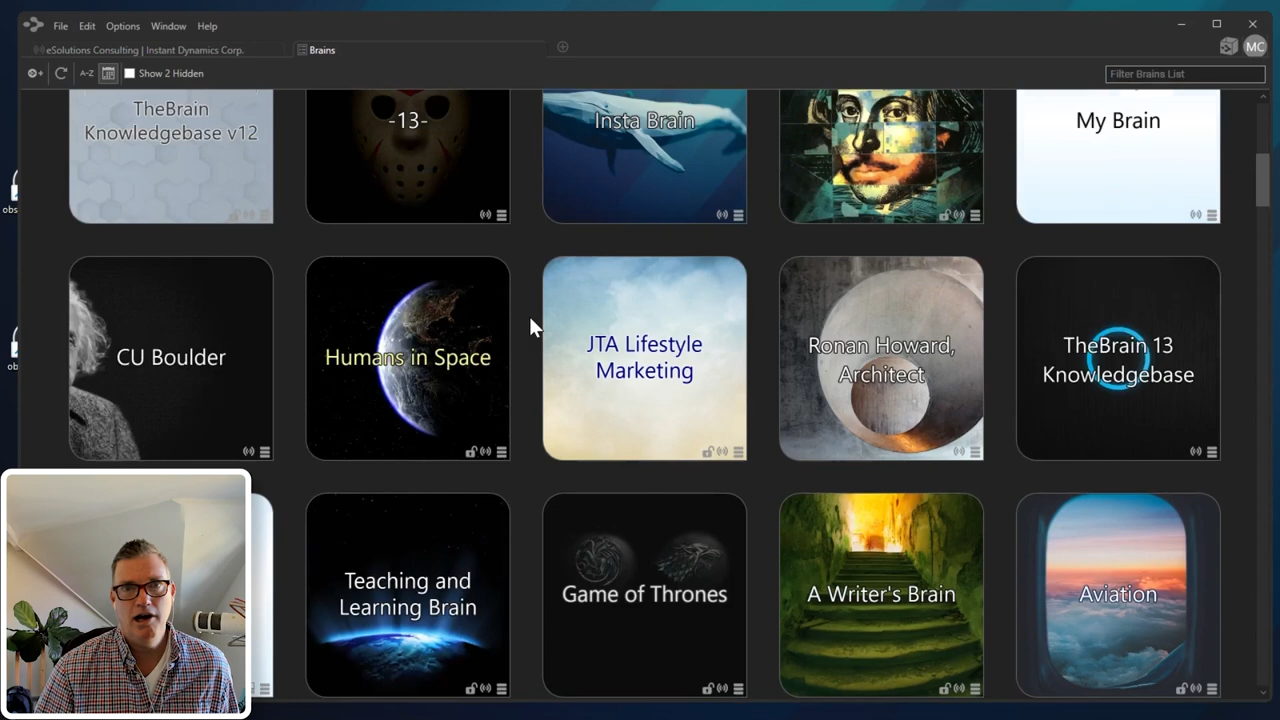 File Edit Options Window Help
eSolutions Consulting | Instant Dynamics Corp.
Brains
MC
A-Z
Show 2 Hidden
Filter Brains List
TheBrain
Knowledgebase v12
-13-
Insta Brain
My Brain
CU Boulder
Humans in Space
JTA Lifestyle
Marketing
Ronan Howard,
Architect
TheBrain 13
Knowledgebase
Teaching and
Learning Brain
Game of Thrones
A Writer's Brain
Aviation
obs
ob